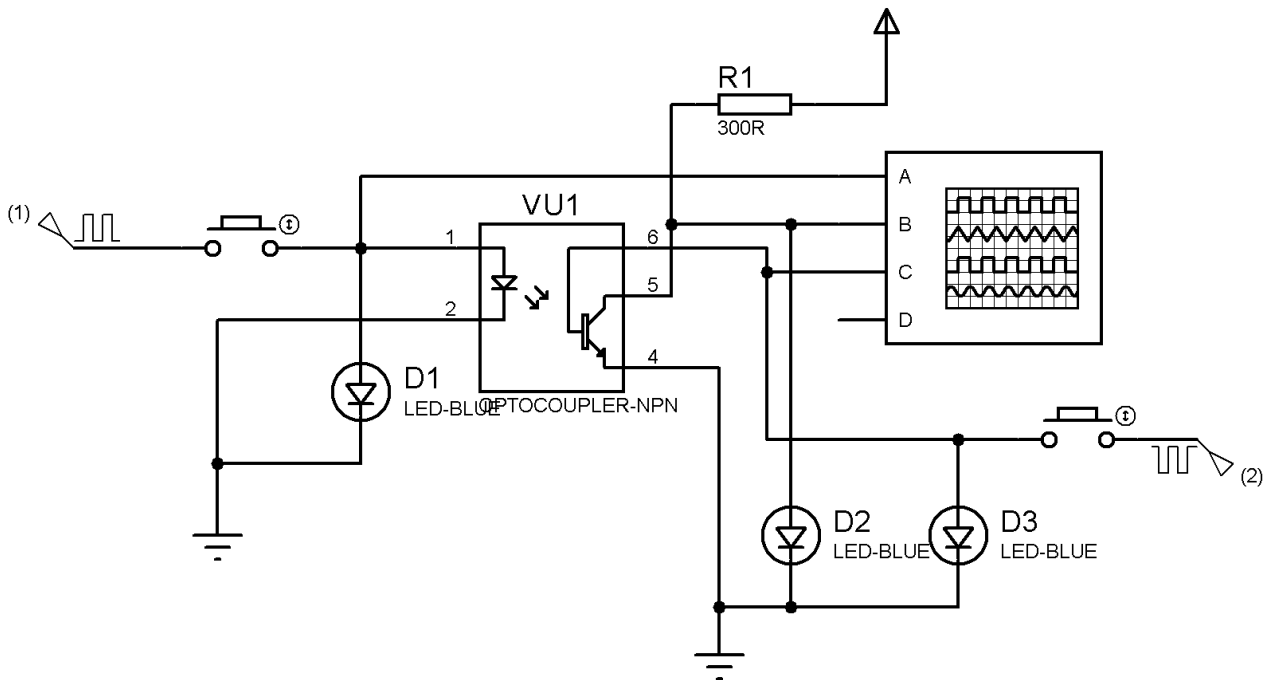 R1
300R
A
(1)
VU1
B
1
6
C
5
2
D
4
D1
LED-BLUE
OPTOCOUPLER-NPN
(2)
D2
LED-BLUE
D3
LED-BLUE